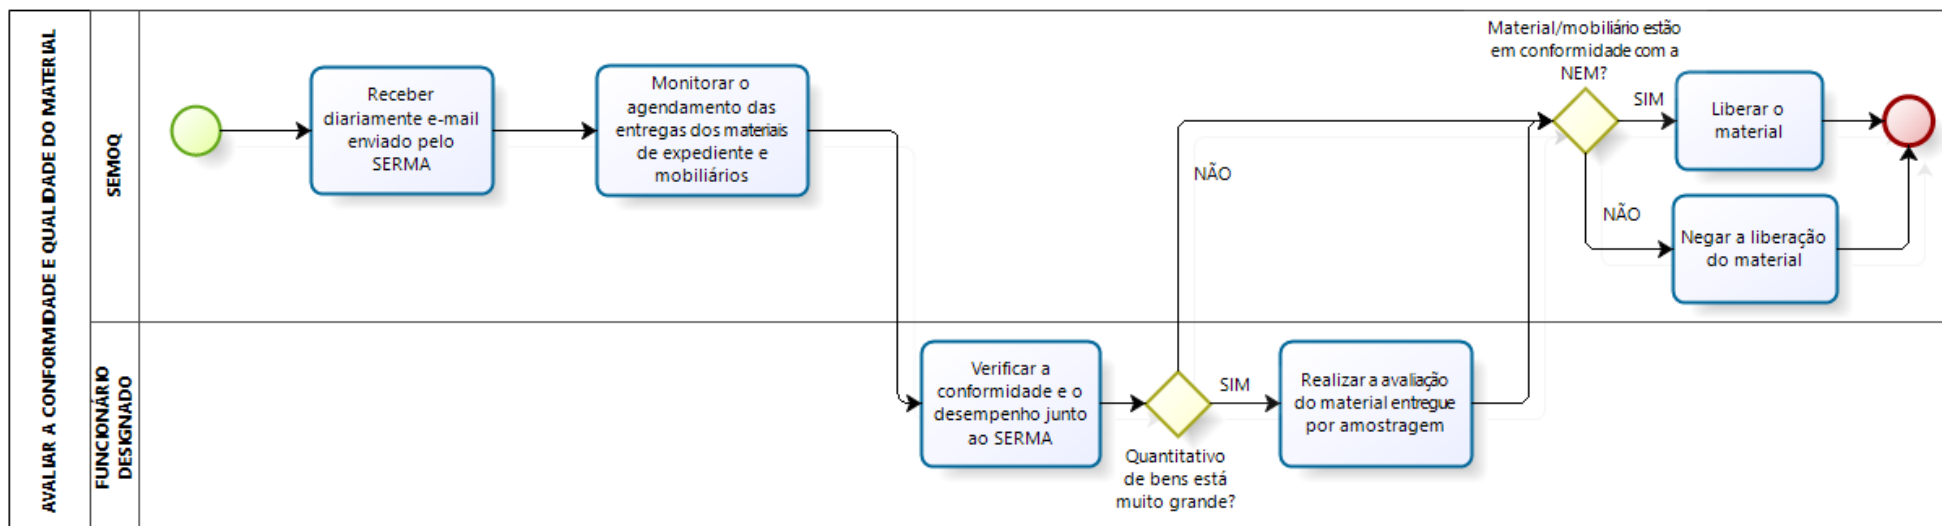 AVALIAR A CONFORMIDADE E QUALIDADE DO MATERIAL
SEMOQ
Receber
diariamente e-mail
enviado pelo
SERMA
Monitorar o
agendamento das
entregas dos materiais
de expediente e
mobiliários
NÃO
Material/mobiliário estão
em conformidade com a
NEM?
SIM
Liberar o
material
NÃO
Negar a liberação
do material
FUNCIONÁRIO
DESIGNADO
Verificar a
conformidade e o
desempenho junto
ao SERMA
Quantitativo
de bens está
muito grande?
SIM
Realizar a avaliação
do material entregue
por amostragem